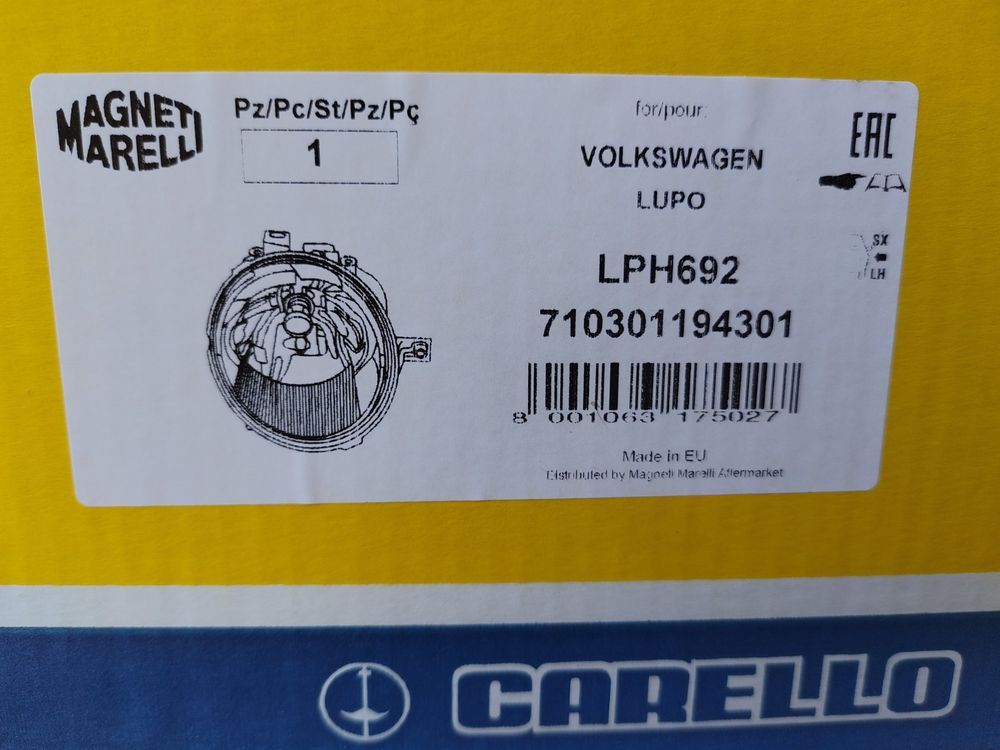 MAGNETI
MARELLI
Pz/Pc/St/Pz/Pç
1
for/pour:
VOLKSWAGEN
LUPO
EAC
SX
LH
LPH692
710301194301
8 001063 175027
Made in EU
Distributed by Magneti Marelli Aftermarket
CARELLO